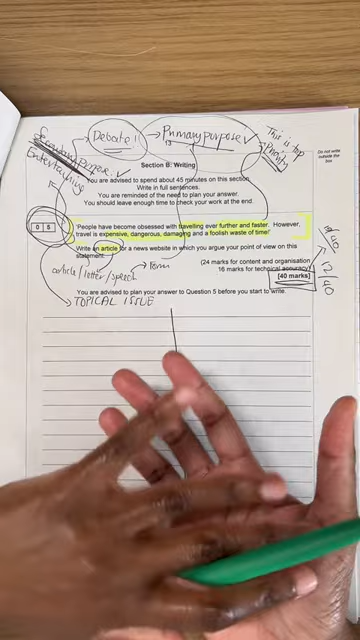 Debate !! → Primary purpose ✓
This is top
Priority
Secondary Purpose. ✓
Entertaining
Do not write
outside the
box
Section B: Writing
You are advised to spend about 45 minutes on this section.
Write in full sentences.
You are reminded of the need to plan your answer.
You should leave enough time to check your work at the end.
0 5
'People have become obsessed with travelling ever further and faster. However,
travel is expensive, dangerous, damaging and a foolish waste of time!'
Write an article for a news website in which you argue your point of view on this
statement.
article/letter/speech → Form
(24 marks for content and organisation
16 marks for technical accuracy)
[40 marks]
12/40
You are advised to plan your answer to Question 5 before you start to write.
→ TOPICAL ISSUE